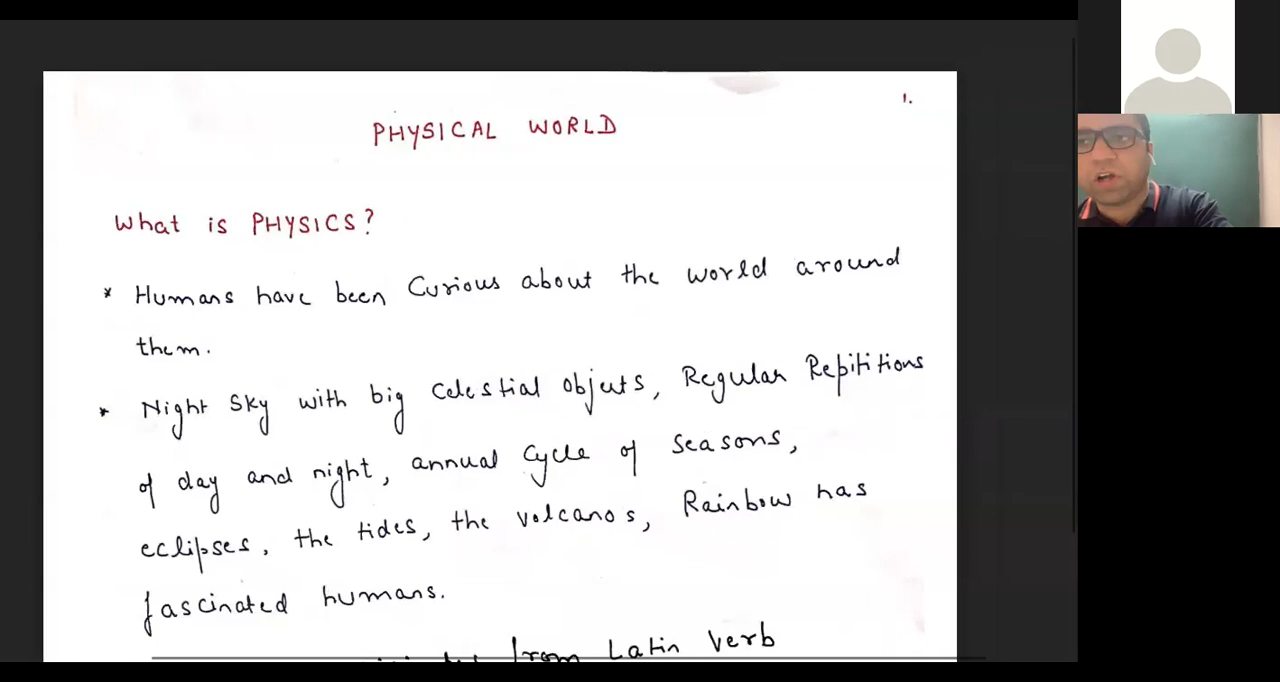 1.
PHYSICAL WORLD
What is PHYSICS?
* Humans have been Curious about the world around
them.
* Night Sky with big Celestial Objects, Regular Repititions
of day and night, annual Cycle of Seasons,
eclipses, the tides, the volcanos, Rainbow has
fascinated humans.
from Latin Verb